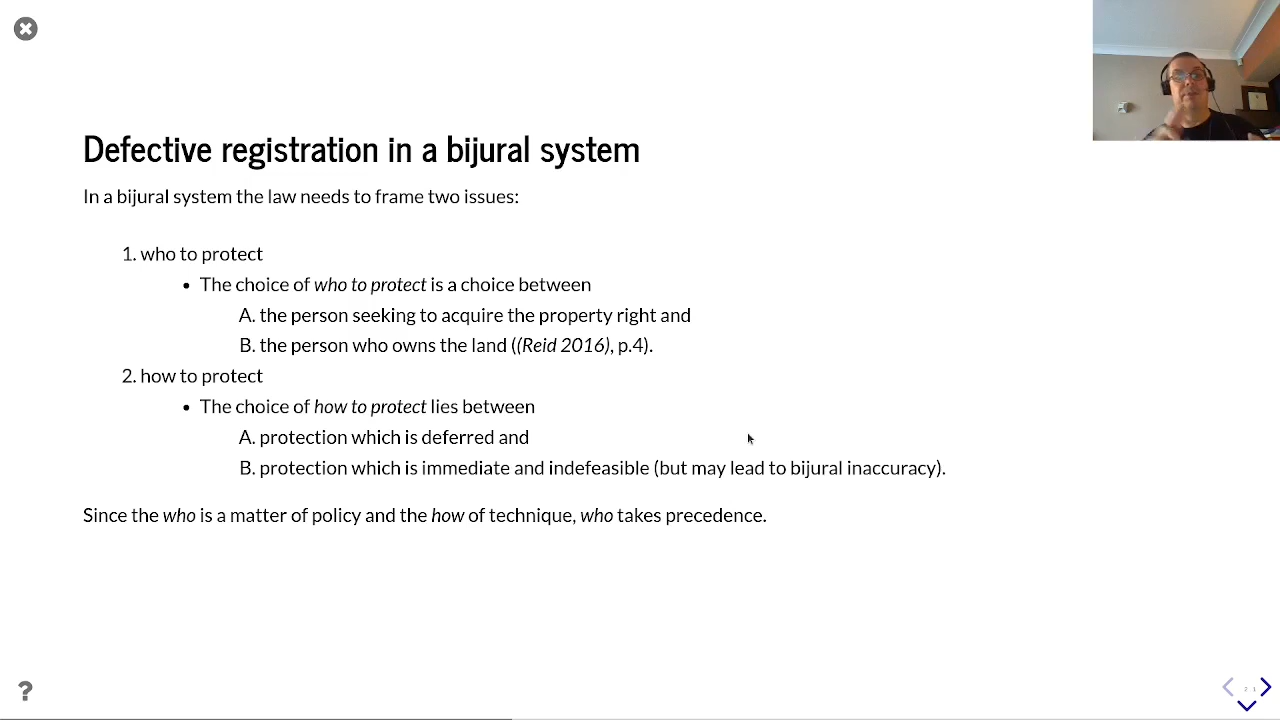 Defective registration in a bijural system
In a bijural system the law needs to frame two issues:
1. who to protect
• The choice of who to protect is a choice between
A. the person seeking to acquire the property right and
B. the person who owns the land ((Reid 2016), p.4).
2. how to protect
• The choice of how to protect lies between
A. protection which is deferred and
B. protection which is immediate and indefeasible (but may lead to bijural inaccuracy).
Since the who is a matter of policy and the how of technique, who takes precedence.
?